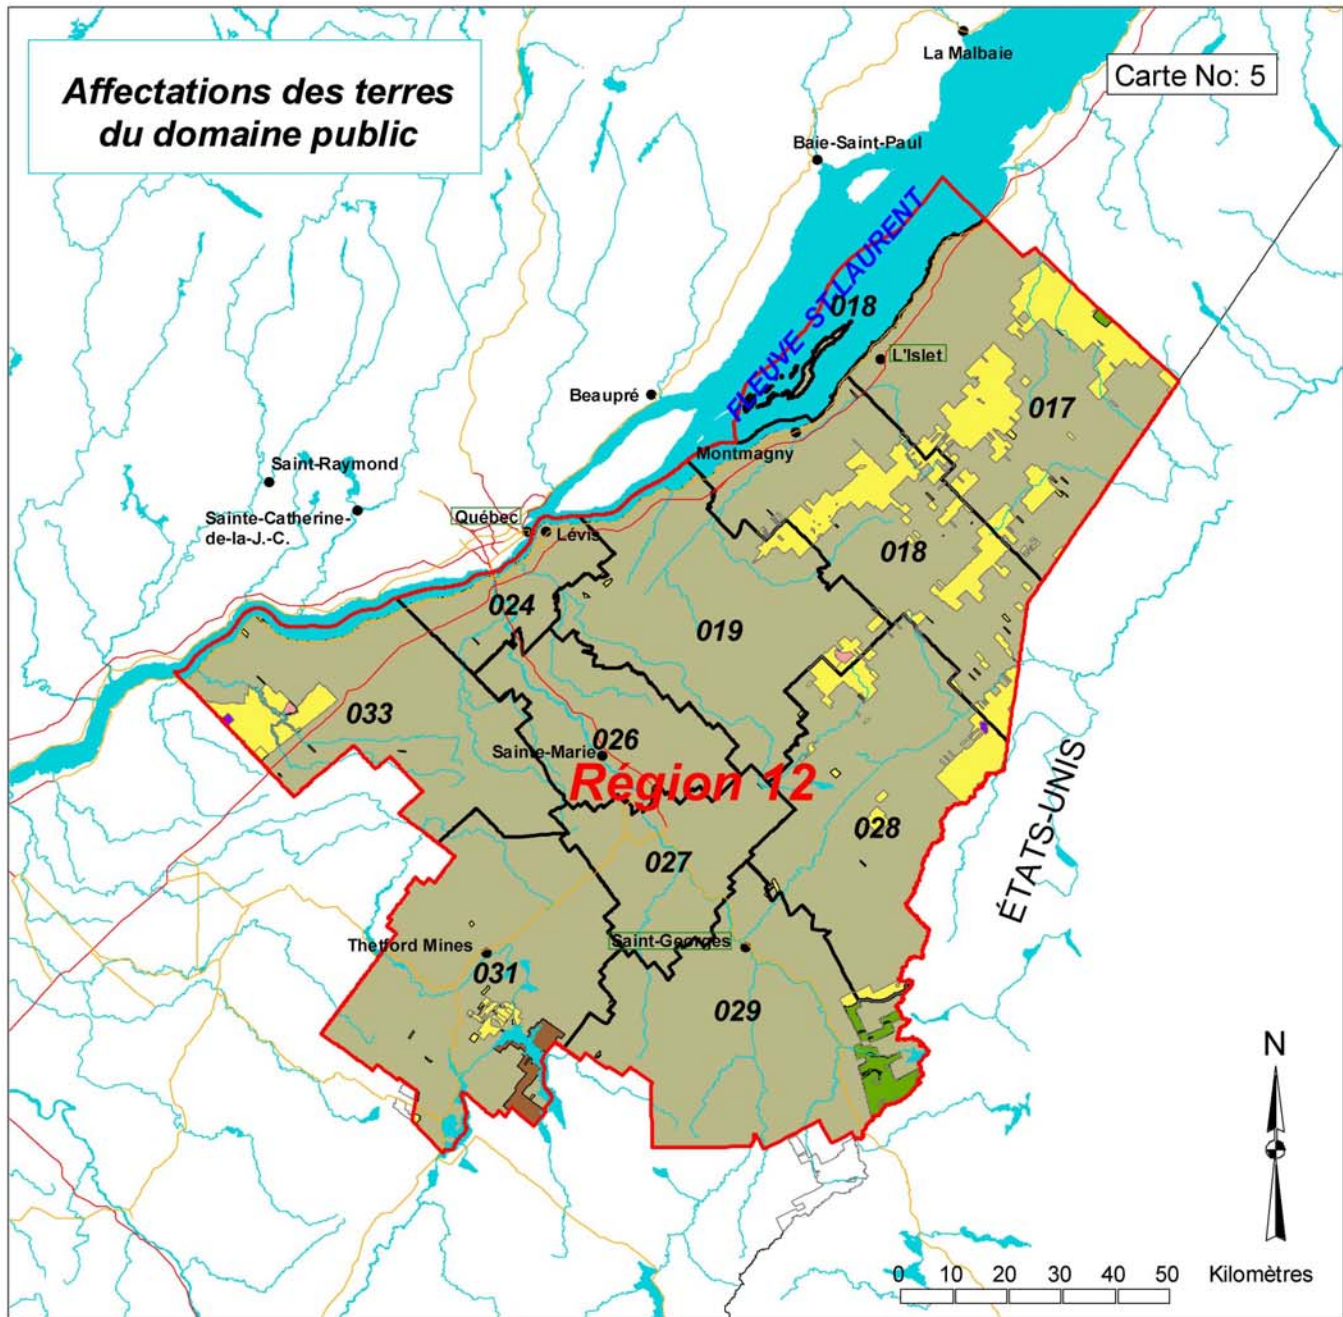 Affectations des terres
du domaine public
Carte No: 5
La Malbaie
Baie-Saint-Paul
FLEUVE ST-LAURENT
018
L'Islet
Beaupré
017
Montmagny
Saint-Raymond
Sainte-Catherine-
de-la-J.-C.
Québec
Lévis
018
024
019
033
026
Sainte-Marie
Région 12
ÉTATS-UNIS
028
027
Thetford Mines
Saint-Georges
031
029
N
0 10 20 30 40 50 Kilomètres